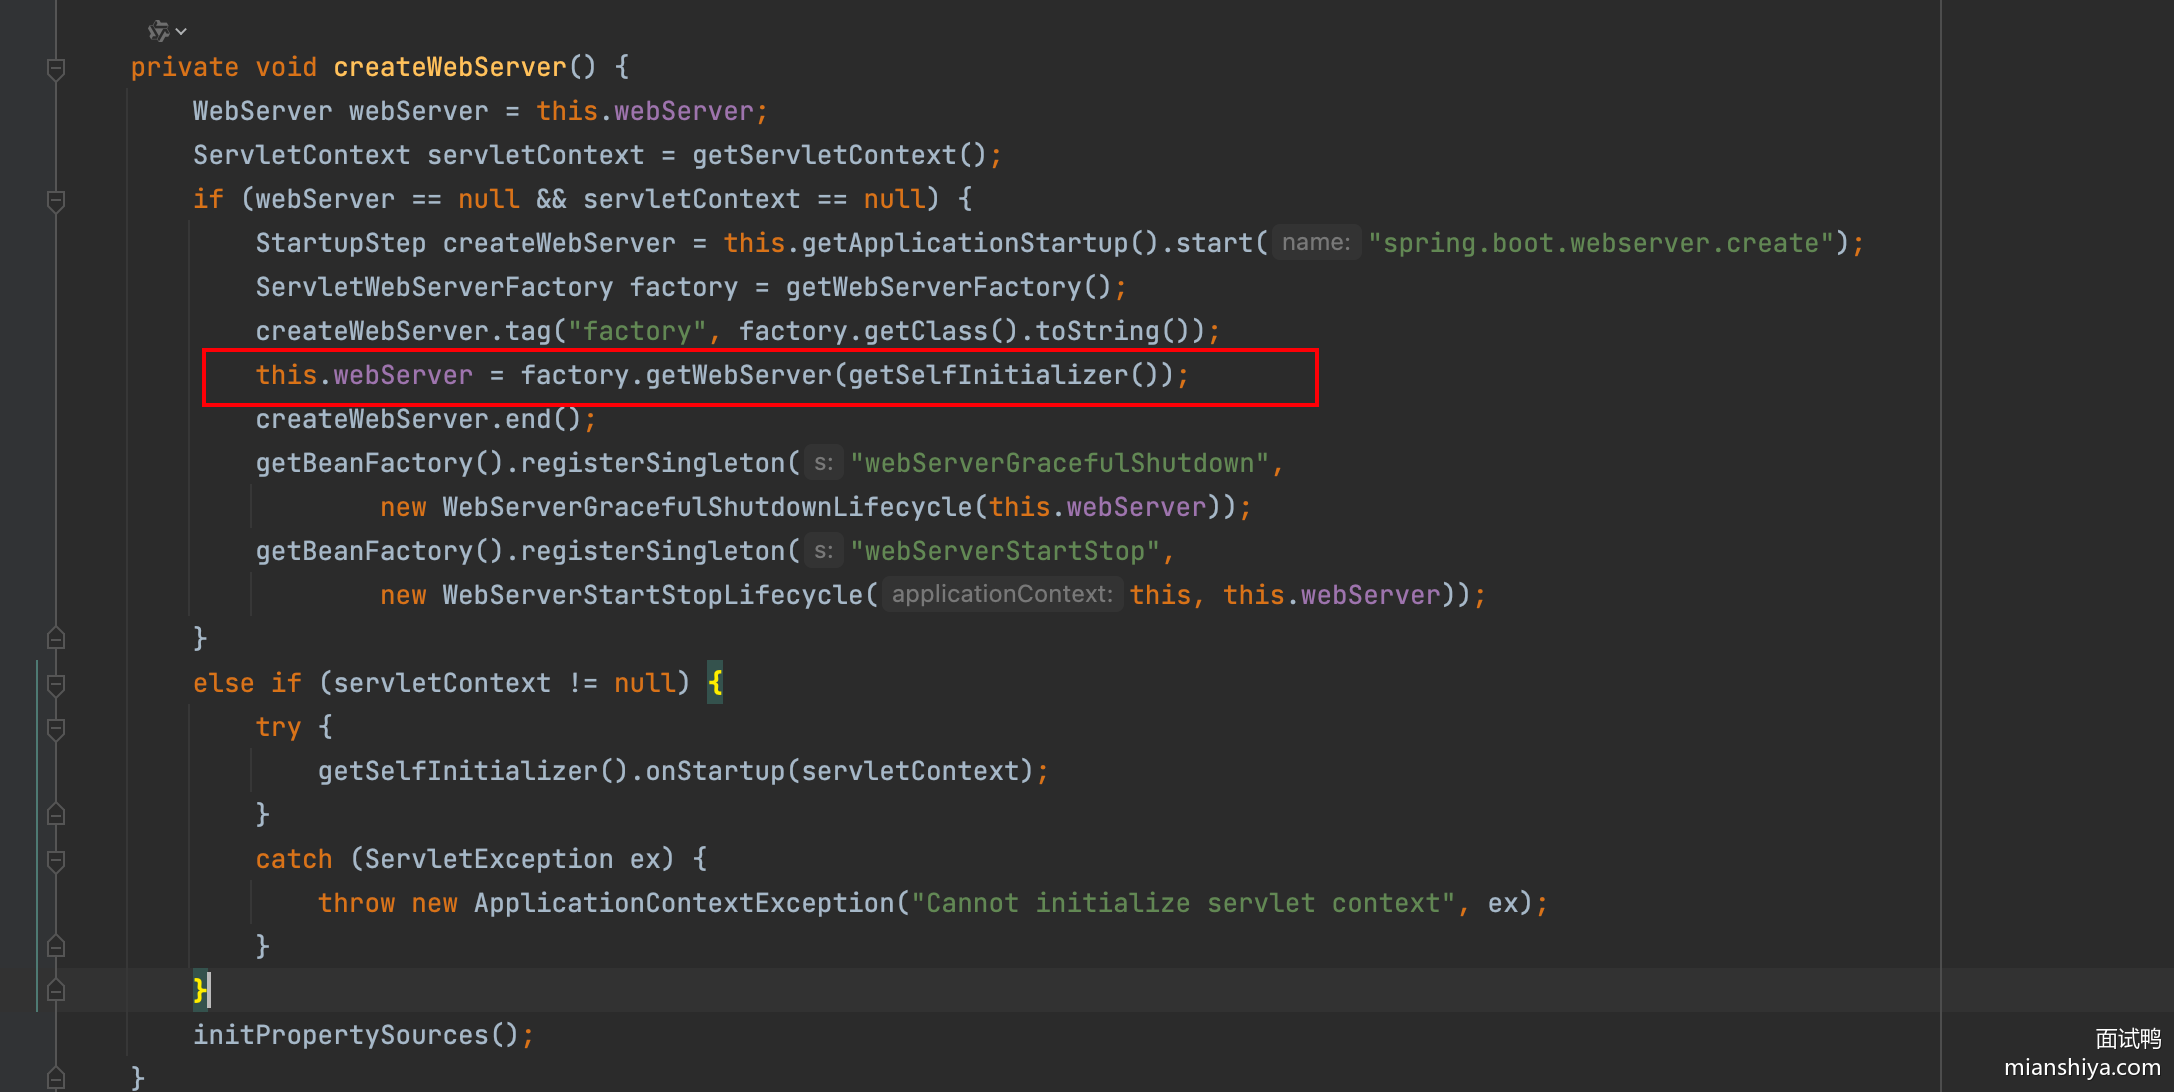 private void createWebServer() {
    WebServer webServer = this.webServer;
    ServletContext servletContext = getServletContext();
    if (webServer == null && servletContext == null) {
        StartupStep createWebServer = this.getApplicationStartup().start( name: "spring.boot.webserver.create");
        ServletWebServerFactory factory = getWebServerFactory();
        createWebServer.tag("factory", factory.getClass().toString());
        this.webServer = factory.getWebServer(getSelfInitializer());
        createWebServer.end();
        getBeanFactory().registerSingleton( s: "webServerGracefulShutdown",
                new WebServerGracefulShutdownLifecycle(this.webServer));
        getBeanFactory().registerSingleton( s: "webServerStartStop",
                new WebServerStartStopLifecycle( applicationContext: this, this.webServer));
    }
    else if (servletContext != null) {
        try {
            getSelfInitializer().onStartup(servletContext);
        }
        catch (ServletException ex) {
            throw new ApplicationContextException("Cannot initialize servlet context", ex);
        }
    }
    initPropertySources();
}
面试鸭
mianshiya.com